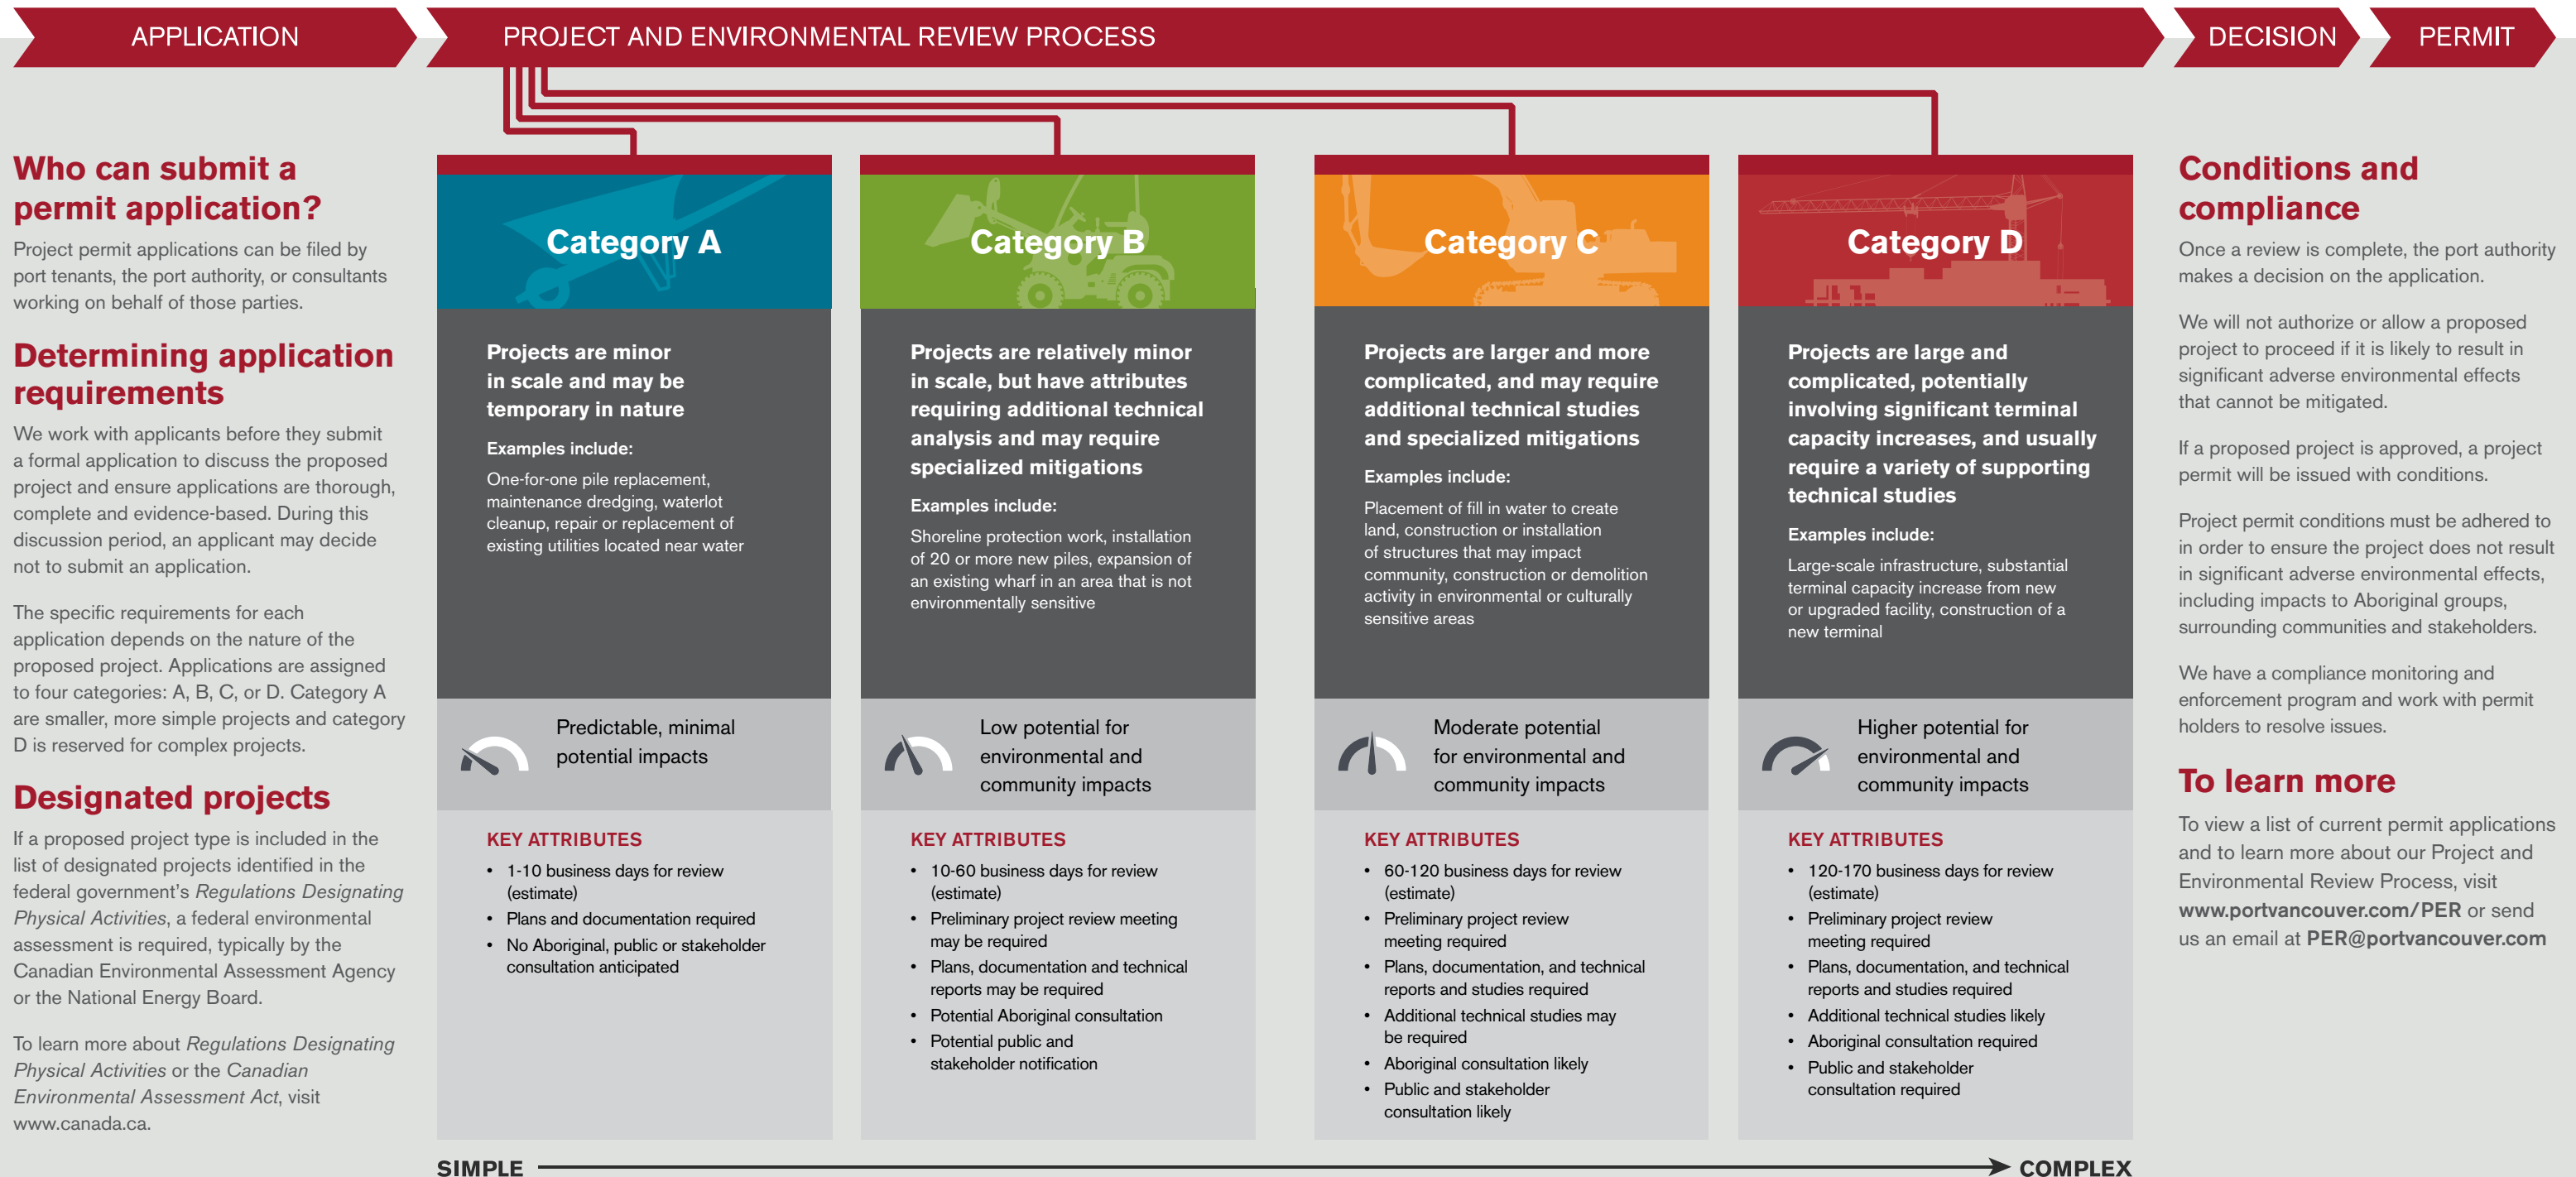 APPLICATION
PROJECT AND ENVIRONMENTAL REVIEW PROCESS
DECISION
PERMIT
Who can submit a
permit application?
Project permit applications can be filed by
port tenants, the port authority, or consultants
working on behalf of those parties.
Determining application
requirements
We work with applicants before they submit
a formal application to discuss the proposed
project and ensure applications are thorough,
complete and evidence-based. During this
discussion period, an applicant may decide
not to submit an application.
The specific requirements for each
application depends on the nature of the
proposed project. Applications are assigned
to four categories: A, B, C, or D. Category A
are smaller, more simple projects and category
D is reserved for complex projects.
Designated projects
If a proposed project type is included in the
list of designated projects identified in the
federal government's Regulations Designating
Physical Activities, a federal environmental
assessment is required, typically by the
Canadian Environmental Assessment Agency
or the National Energy Board.
To learn more about Regulations Designating
Physical Activities or the Canadian
Environmental Assessment Act, visit
www.canada.ca.
Category A
Projects are minor
in scale and may be
temporary in nature
Examples include:
One-for-one pile replacement,
maintenance dredging, waterlot
cleanup, repair or replacement of
existing utilities located near water
Predictable, minimal
potential impacts
KEY ATTRIBUTES
• 1-10 business days for review
(estimate)
• Plans and documentation required
• No Aboriginal, public or stakeholder
consultation anticipated
Category B
Projects are relatively minor
in scale, but have attributes
requiring additional technical
analysis and may require
specialized mitigations
Examples include:
Shoreline protection work, installation
of 20 or more new piles, expansion of
an existing wharf in an area that is not
environmentally sensitive
Low potential for
environmental and
community impacts
KEY ATTRIBUTES
• 10-60 business days for review
(estimate)
• Preliminary project review meeting
may be required
• Plans, documentation and technical
reports may be required
• Potential Aboriginal consultation
• Potential public and
stakeholder notification
Category C
Projects are larger and more
complicated, and may require
additional technical studies
and specialized mitigations
Examples include:
Placement of fill in water to create
land, construction or installation
of structures that may impact
community, construction or demolition
activity in environmental or culturally
sensitive areas
Moderate potential
for environmental and
community impacts
KEY ATTRIBUTES
• 60-120 business days for review
(estimate)
• Preliminary project review
meeting required
• Plans, documentation, and technical
reports and studies required
• Additional technical studies may
be required
• Aboriginal consultation likely
• Public and stakeholder
consultation likely
Category D
Projects are large and
complicated, potentially
involving significant terminal
capacity increases, and usually
require a variety of supporting
technical studies
Examples include:
Large-scale infrastructure, substantial
terminal capacity increase from new
or upgraded facility, construction of a
new terminal
Higher potential for
environmental and
community impacts
KEY ATTRIBUTES
• 120-170 business days for review
(estimate)
• Preliminary project review
meeting required
• Plans, documentation, and technical
reports and studies required
• Additional technical studies likely
• Aboriginal consultation required
• Public and stakeholder
consultation required
SIMPLE
COMPLEX
Conditions and
compliance
Once a review is complete, the port authority
makes a decision on the application.
We will not authorize or allow a proposed
project to proceed if it is likely to result in
significant adverse environmental effects
that cannot be mitigated.
If a proposed project is approved, a project
permit will be issued with conditions.
Project permit conditions must be adhered to
in order to ensure the project does not result
in significant adverse environmental effects,
including impacts to Aboriginal groups,
surrounding communities and stakeholders.
We have a compliance monitoring and
enforcement program and work with permit
holders to resolve issues.
To learn more
To view a list of current permit applications
and to learn more about our Project and
Environmental Review Process, visit
www.portvancouver.com/PER or send
us an email at PER@portvancouver.com